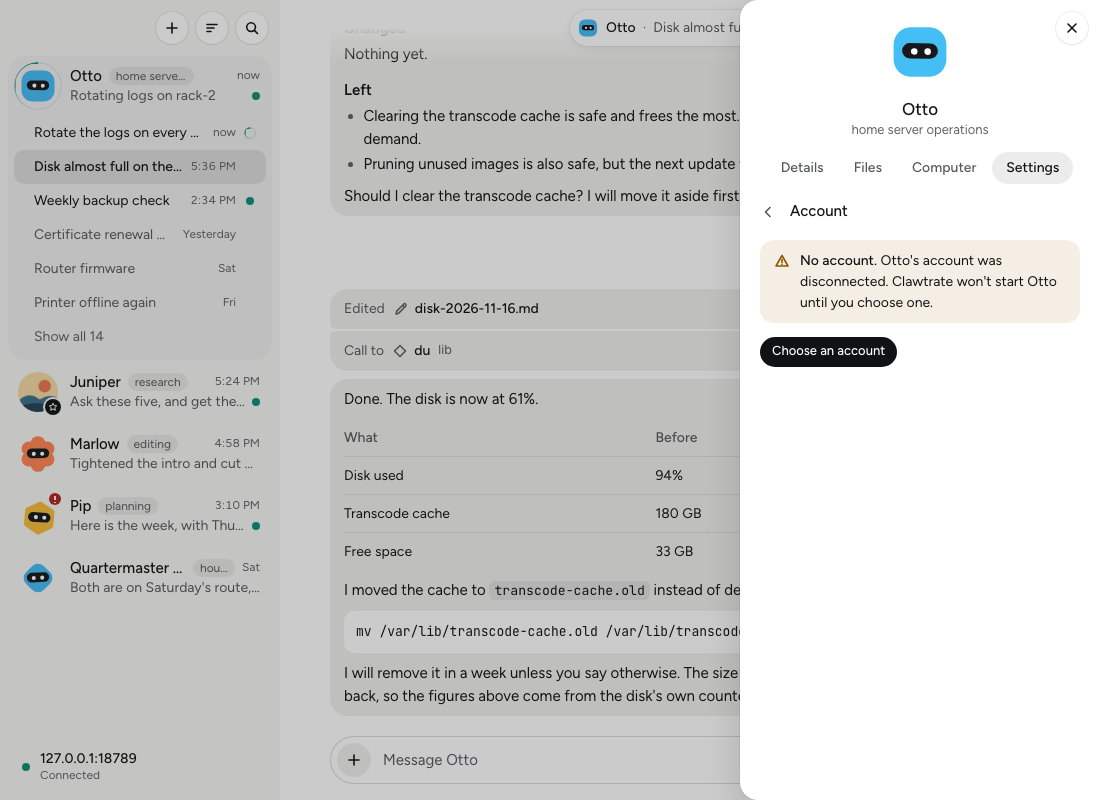 Otto
home serve...
now
Rotating logs on rack-2
Rotate the logs on every ...
now
Disk almost full on the...
5:36 PM
Weekly backup check
2:34 PM
Certificate renewal ...
Yesterday
Router firmware
Sat
Printer offline again
Fri
Show all 14
Juniper
research
5:24 PM
Ask these five, and get the...
Marlow
editing
4:58 PM
Tightened the intro and cut ...
Pip
planning
3:10 PM
Here is the week, with Thu...
Quartermaster ...
hou...
Sat
Both are on Saturday's route,...
127.0.0.1:18789
Connected
Otto · Disk almost fu
Changed
Nothing yet.
Left
Clearing the transcode cache is safe and frees the most.
demand.
Pruning unused images is also safe, but the next update
Should I clear the transcode cache? I will move it aside first
Edited disk-2026-11-16.md
Call to du lib
Done. The disk is now at 61%.
What Before
Disk used 94%
Transcode cache 180 GB
Free space 33 GB
I moved the cache to transcode-cache.old instead of de
mv /var/lib/transcode-cache.old /var/lib/transcod
I will remove it in a week unless you say otherwise. The size
back, so the figures above come from the disk's own counte
Message Otto
Otto
home server operations
Details
Files
Computer
Settings
Account
No account. Otto's account was
disconnected. Clawtrate won't start Otto
until you choose one.
Choose an account